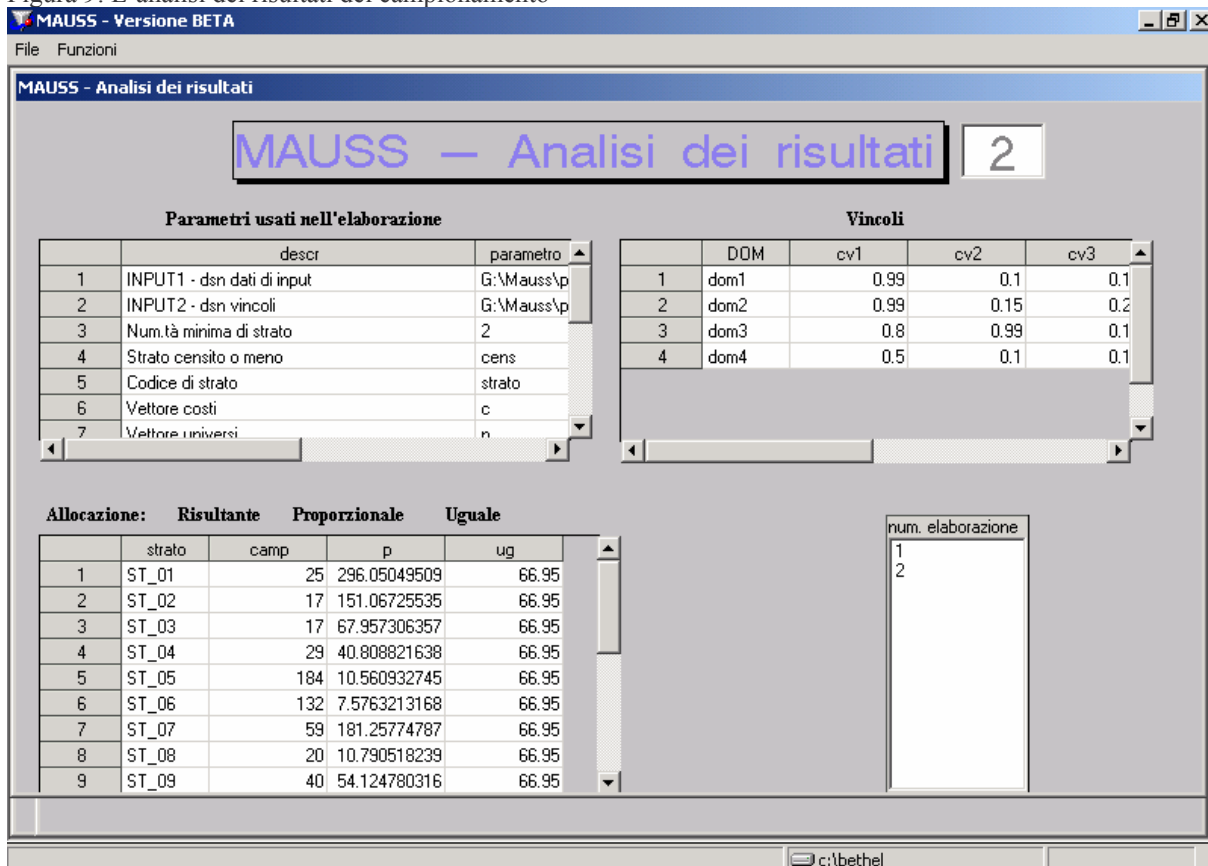 Figura 9: L'analisi dei risultati del campionamento
MAUSS - Versione BETA
File Funzioni
MAUSS - Analisi dei risultati
MAUSS — Analisi dei risultati 2
Parametri usati nell'elaborazione
descr parametro
1 INPUT1 - dsn dati di input G:\Mauss\p
2 INPUT2 - dsn vincoli G:\Mauss\p
3 Num.tà minima di strato 2
4 Strato censito o meno cens
5 Codice di strato strato
6 Vettore costi c
7 Vettore universi n
Vincoli
DOM cv1 cv2 cv3
1 dom1 0.99 0.1 0.1
2 dom2 0.99 0.15 0.2
3 dom3 0.8 0.99 0.1
4 dom4 0.5 0.1 0.1
Allocazione: Risultante Proporzionale Uguale
strato camp p ug
1 ST_01 25 296.05049509 66.95
2 ST_02 17 151.06725535 66.95
3 ST_03 17 67.957306357 66.95
4 ST_04 29 40.808821638 66.95
5 ST_05 184 10.560932745 66.95
6 ST_06 132 7.5763213168 66.95
7 ST_07 59 181.25774787 66.95
8 ST_08 20 10.790518239 66.95
9 ST_09 40 54.124780316 66.95
num. elaborazione
1
2
c:\bethel